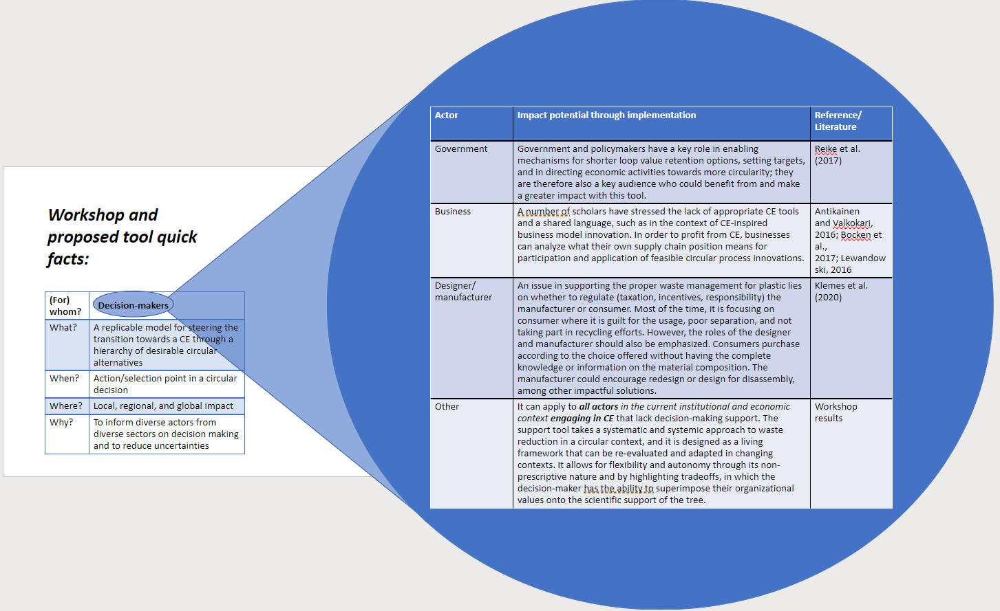 Workshop and
proposed tool quick
facts:
(For)
whom?
Decision-makers
What?
A replicable model for steering the
transition towards a CE through a
hierarchy of desirable circular
alternatives
When?
Action/selection point in a circular
decision
Where?
Local, regional, and global impact
Why?
To inform diverse actors from
diverse sectors on decision making
and to reduce uncertainties
Actor
Impact potential through implementation
Reference/
Literature
Government
Government and policymakers have a key role in enabling
mechanisms for shorter loop value retention options, setting targets,
and in directing economic activities towards more circularity; they
are therefore also a key audience who could benefit from and make
a greater impact with this tool.
Reike et al.
(2017)
Business
A number of scholars have stressed the lack of appropriate CE tools
and a shared language, such as in the context of CE-inspired
business model innovation. In order to profit from CE, businesses
can analyze what their own supply chain position means for
participation and application of feasible circular process innovations.
Antikainen
and Valkokari,
2016; Bocken et
al.,
2017; Lewandow
ski, 2016
Designer/
manufacturer
An issue in supporting the proper waste management for plastic lies
on whether to regulate (taxation, incentives, responsibility) the
manufacturer or consumer. Most of the time, it is focusing on
consumer where it is guilt for the usage, poor separation, and not
taking part in recycling efforts. However, the roles of the designer
and manufacturer should also be emphasized. Consumers purchase
according to the choice offered without having the complete
knowledge or information on the material composition. The
manufacturer could encourage redesign or design for disassembly,
among other impactful solutions.
Klemes et al.
(2020)
Other
It can apply to all actors in the current institutional and economic
context engaging in CE that lack decision-making support. The
support tool takes a systematic and systemic approach to waste
reduction in a circular context, and it is designed as a living
framework that can be re-evaluated and adapted in changing
contexts. It allows for flexibility and autonomy through its non-
prescriptive nature and by highlighting tradeoffs, in which the
decision-maker has the ability to superimpose their organizational
values onto the scientific support of the tree.
Workshop
results